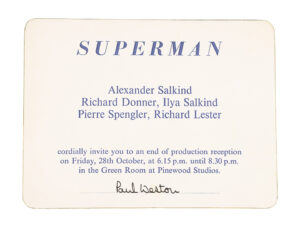 SUPERMAN
Alexander Salkind
Richard Donner, Ilya Salkind
Pierre Spengler, Richard Lester
cordially invite you to an end of production reception
on Friday, 28th October, at 6.15 p.m. until 8.30 p.m.
in the Green Room at Pinewood Studios.
Paul Weston